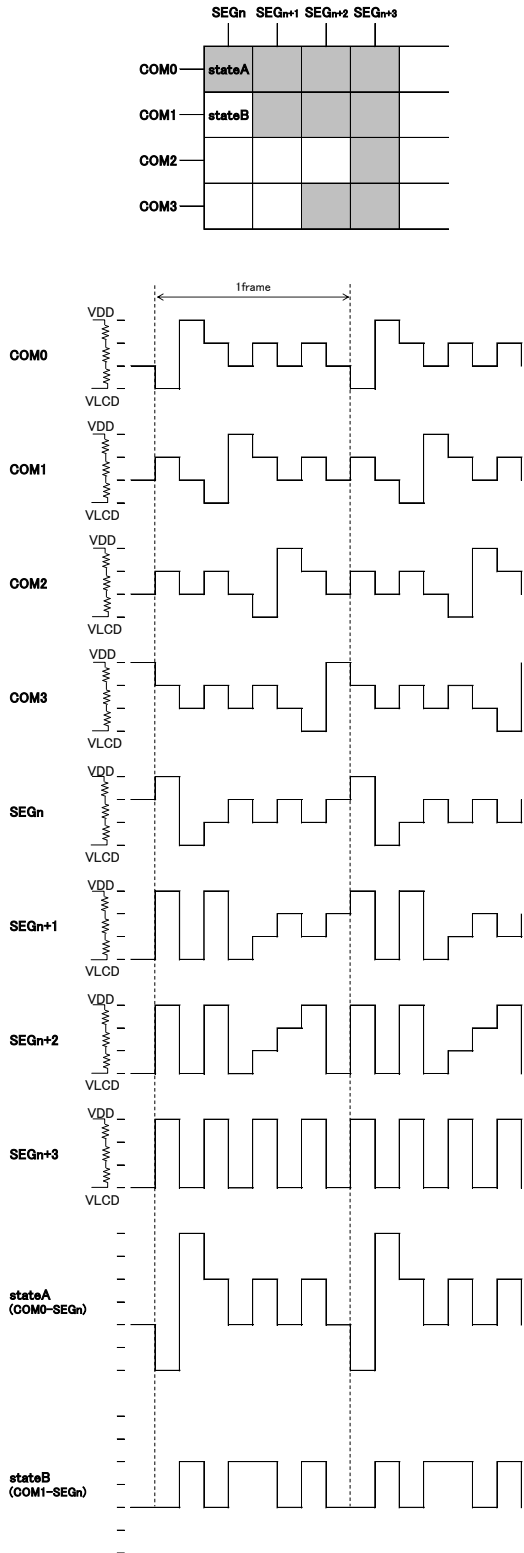 SEGn SEGn+1 SEGn+2 SEGn+3
COM0 stateA
COM1 stateB
COM2
COM3
1frame
VDD
COM0
VLCD
VDD
COM1
VLCD
VDD
COM2
VLCD
VDD
COM3
VLCD
VDD
SEGn
VLCD
VDD
SEGn+1
VLCD
VDD
SEGn+2
VLCD
VDD
SEGn+3
VLCD
stateA
(COM0-SEGn)
stateB
(COM1-SEGn)